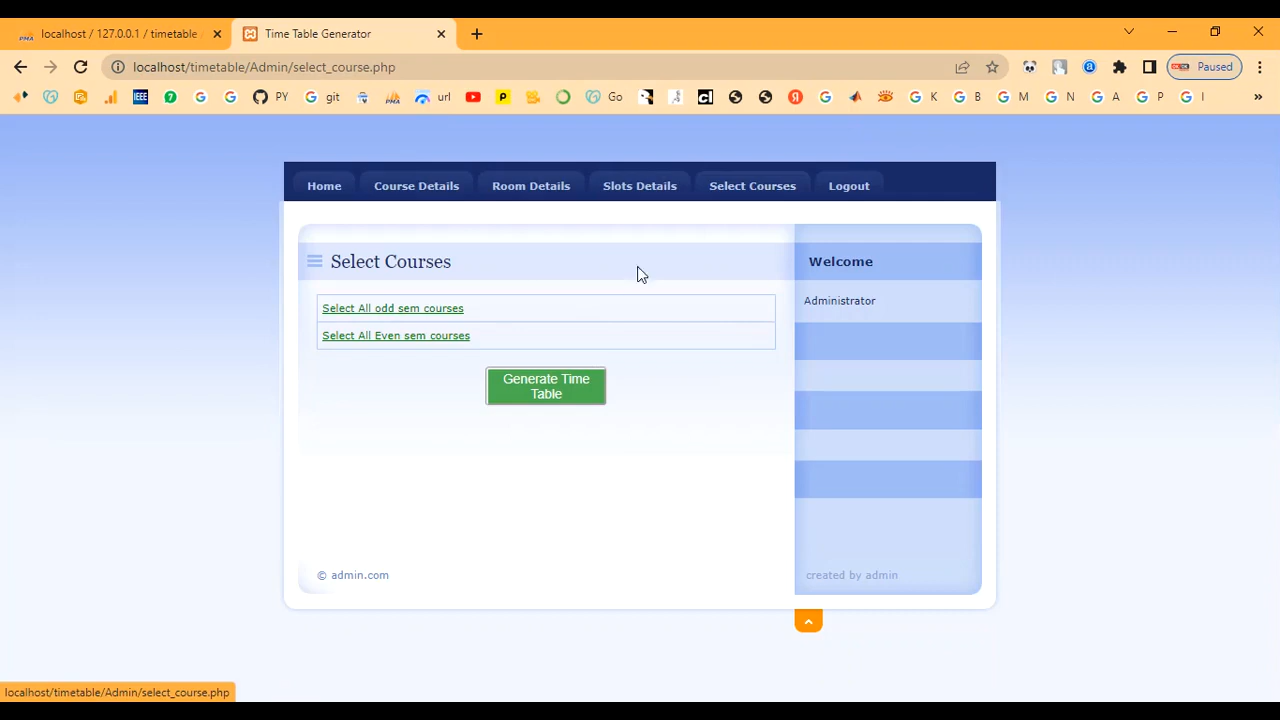 localhost / 127.0.0.1 / timetable
Time Table Generator
localhost/timetable/Admin/select_course.php
Paused
IEEE
PY
git
url
Go
K
B
M
N
A
P
I
Home
Course Details
Room Details
Slots Details
Select Courses
Logout
Select Courses
Welcome
Select All odd sem courses
Administrator
Select All Even sem courses
Generate Time
Table
© admin.com
created by admin
localhost/timetable/Admin/select_course.php